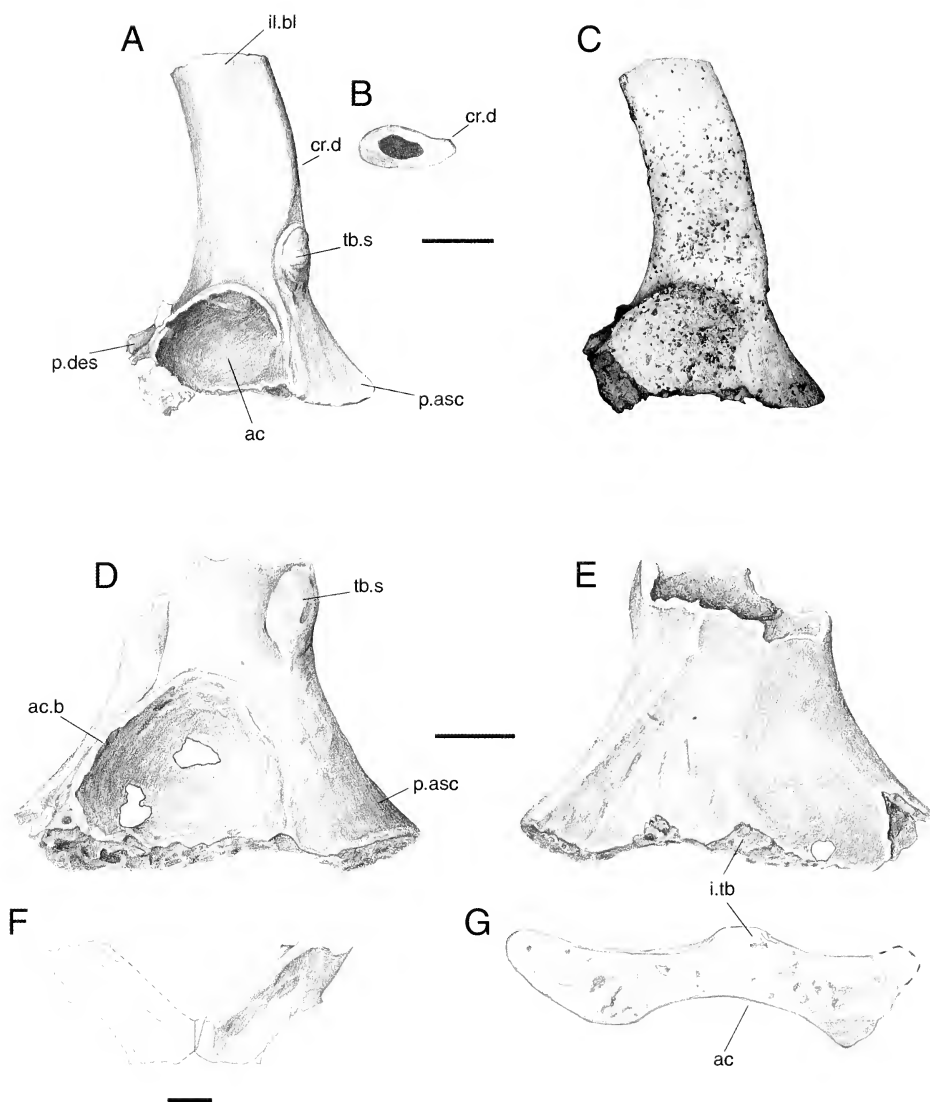 A
il.bl
C
B
cr.d
cr.d
tb.s
p.des
p.asc
ac
D
tb.s
E
ac.b
p.asc
i.tb
F
G
ac